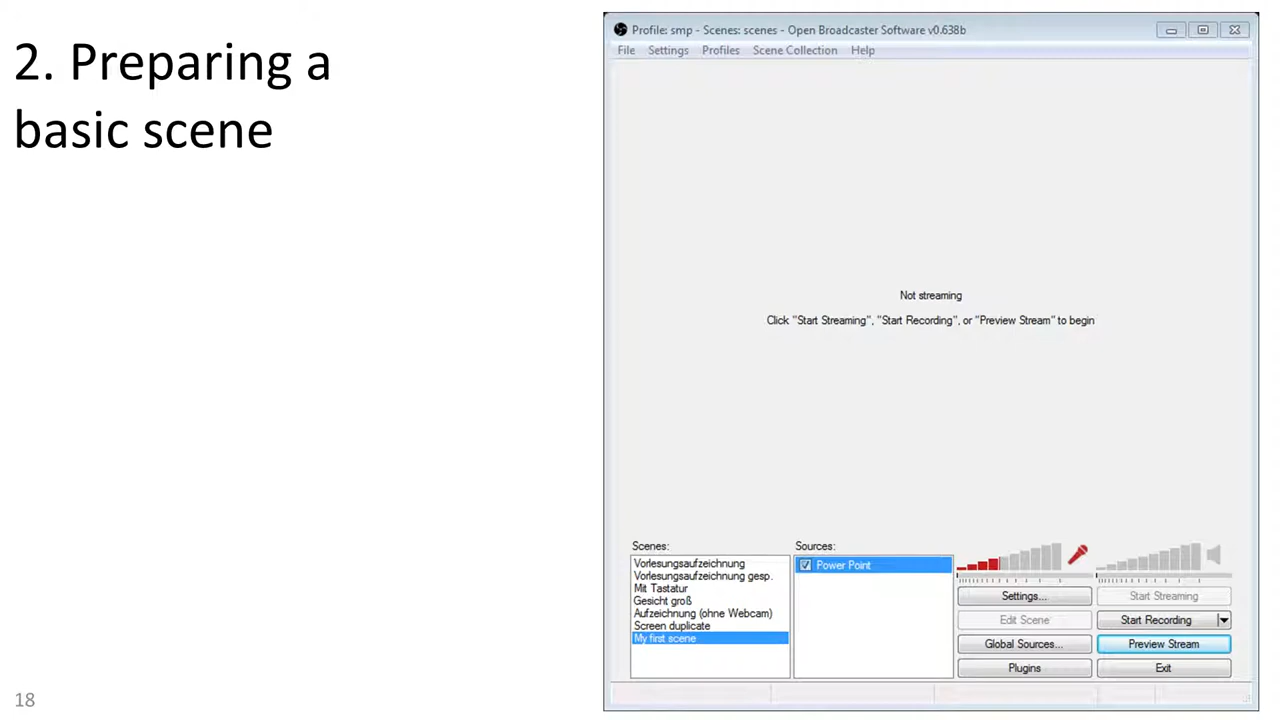 2. Preparing a
basic scene
Profile: smp - Scenes: scenes - Open Broadcaster Software v0.638b
File Settings Profiles Scene Collection Help
Not streaming
Click "Start Streaming", "Start Recording", or "Preview Stream" to begin
Scenes:
Vorlesungsaufzeichnung
Vorlesungsaufzeichnung gesp.
Mit Tastatur
Gesicht groß
Aufzeichnung (ohne Webcam)
Screen duplicate
My first scene
Sources:
Power Point
Settings... Start Streaming
Edit Scene Start Recording
Global Sources... Preview Stream
Plugins Exit
18